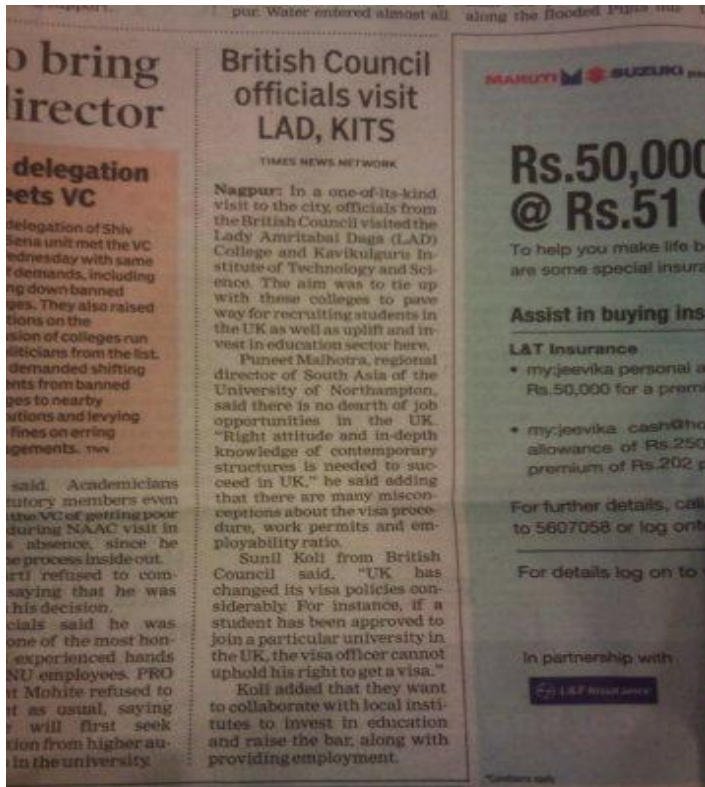 pur. Water entered almost all
along the flooded
o bring
irector
delegation
eets VC
delegation of Shiv
Sena unit met the VC
ednesday with same
f demands, including
ng down banned
ges. They also raised
tions on the
sion of colleges run
liticians from the list.
demanded shifting
ents from banned
ges to nearby
utions and levying
fines on erring
gements. TNN
said. Academicians
tutory members even
the VC of getting poor
during NAAC visit in
s absence, since he
e process inside out.
arti refused to com-
saying that he was
his decision.
cials said he was
one of the most hon-
experienced hands
NU employees. PRO
t Mohite refused to
t as usual, saying
will first seek
tion from higher au-
in the university.
British Council
officials visit
LAD, KITS
TIMES NEWS NETWORK
Nagpur: In a one-of-its-kind
visit to the city, officials from
the British Council visited the
Lady Amritabai Daga (LAD)
College and Kavikulguru In-
stitute of Technology and Sci-
ence. The aim was to tie up
with these colleges to pave
way for recruiting students in
the UK as well as uplift and in-
vest in education sector here.
Puneet Malhotra, regional
director of South Asia of the
University of Northampton,
said there is no dearth of job
opportunities in the UK.
"Right attitude and in-depth
knowledge of contemporary
structures is needed to suc-
ceed in UK," he said adding
that there are many miscon-
ceptions about the visa proce-
dure, work permits and em-
ployability ratio.
Sunil Koli from British
Council said, "UK has
changed its visa policies con-
siderably. For instance, if a
student has been approved to
join a particular university in
the UK, the visa officer cannot
uphold his right to get a visa."
Koli added that they want
to collaborate with local insti-
tutes to invest in education
and raise the bar, along with
providing employment.
MARUTI SUZUKI
Rs.50,000
@ Rs.51
To help you make life b
are some special insura
Assist in buying ins
L&T Insurance
• my:jeevika personal a
Rs.50,000 for a premi
• my:jeevika cash@ho
allowance of Rs.250
premium of Rs.202 p
For further details, call
to 5607058 or log onto
For details log on to
In partnership with
L&T Insurance
*Conditions apply